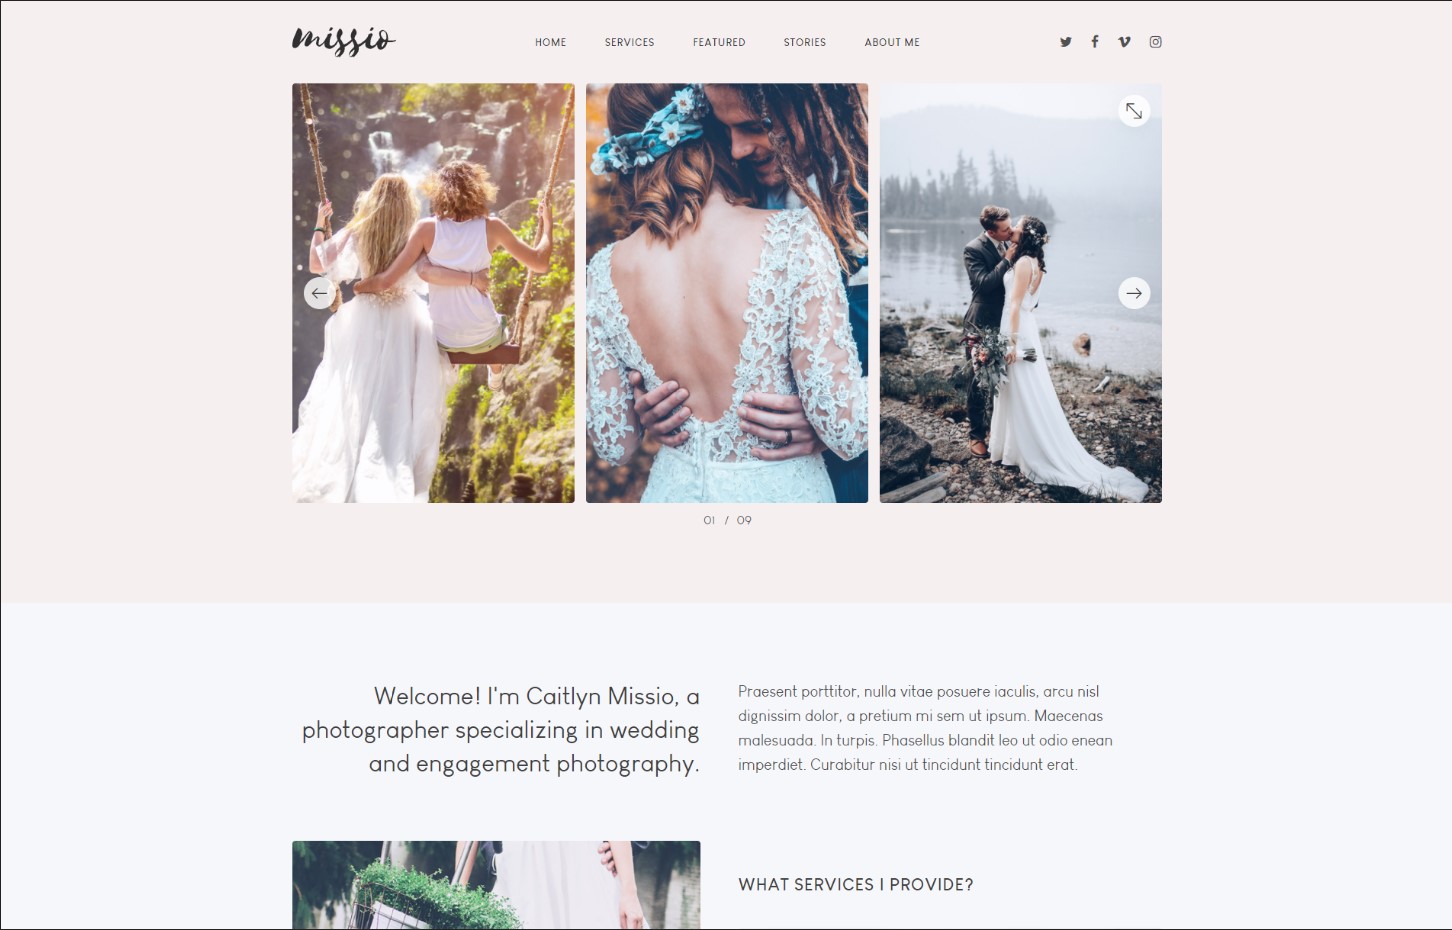 missio
HOME SERVICES FEATURED STORIES ABOUT ME
01 / 09
Welcome! I'm Caitlyn Missio, a
photographer specializing in wedding
and engagement photography.
Praesent porttitor, nulla vitae posuere iaculis, arcu nisl
dignissim dolor, a pretium mi sem ut ipsum. Maecenas
malesuada. In turpis. Phasellus blandit leo ut odio enean
imperdiet. Curabitur nisi ut tincidunt tincidunt erat.
WHAT SERVICES I PROVIDE?